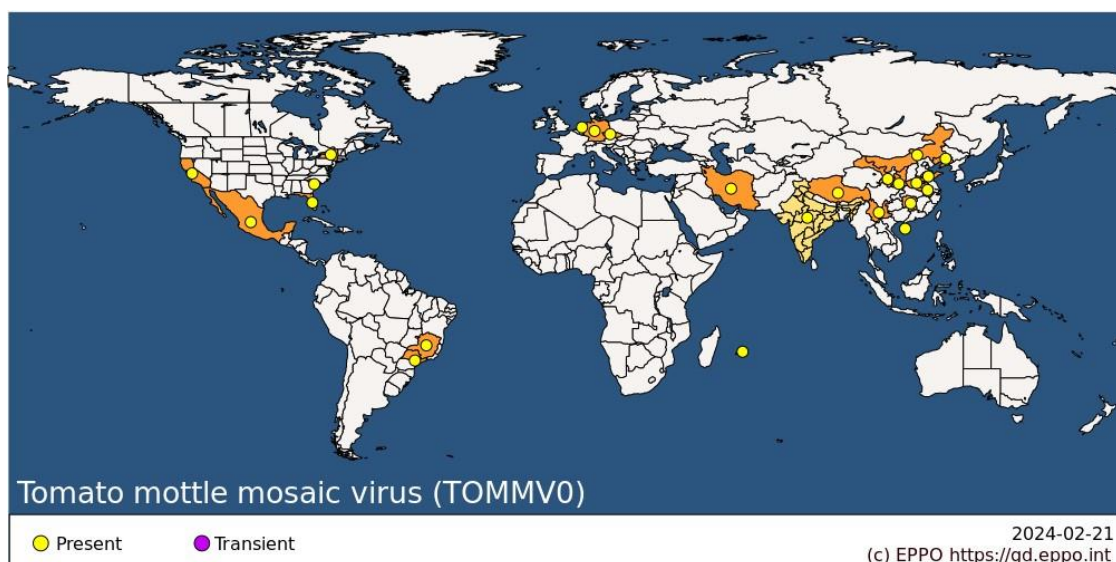 Tomato mottle mosaic virus (TOMMV0)
Present
Transient
2024-02-21
(c) EPPO https://gd.eppo.int